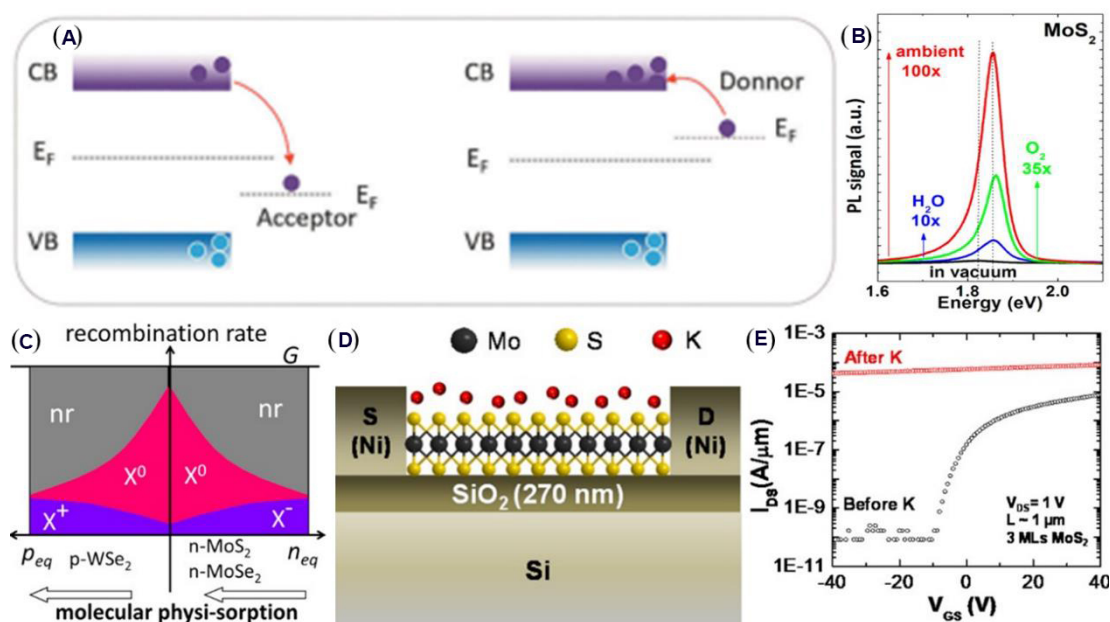 (A)
CB
E_F
Acceptor
E_F
VB
CB
Donnor
E_F
E_F
VB
(B)
MoS₂
ambient
100x
O₂
35x
H₂O
10x
in vacuum
PL signal (a.u.)
1.6 1.8 2.0
Energy (eV)
(C)
recombination rate
G
nr nr
X⁰ X⁰
X⁺ X⁻
p_eq p-WSe₂ n-MoS₂ n_eq
n-MoSe₂
molecular physi-sorption
(D)
Mo S K
S
(Ni)
D
(Ni)
SiO₂ (270 nm)
Si
(E)
1E-3
1E-5
1E-7
1E-9
1E-11
I_DS(A/μm)
After K
Before K
V_DS= 1 V
L ~ 1 μm
3 MLs MoS₂
-40 -20 0 20 40
V_GS (V)